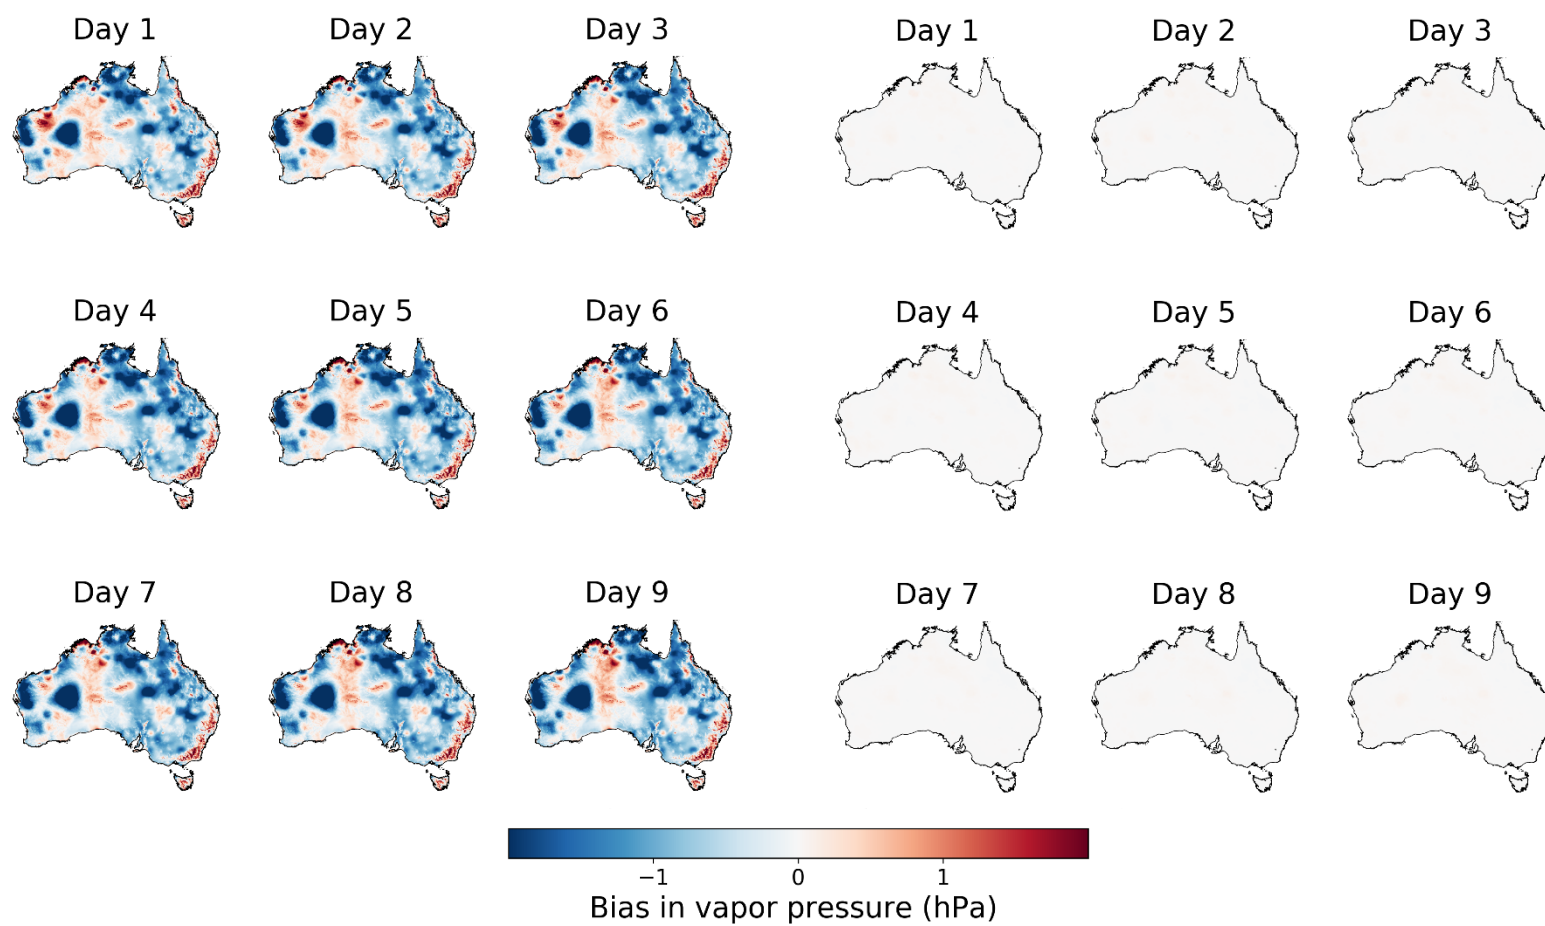 Day 1 Day 2 Day 3 Day 1 Day 2 Day 3
Day 4 Day 5 Day 6 Day 4 Day 5 Day 6
Day 7 Day 8 Day 9 Day 7 Day 8 Day 9
−1 0 1
Bias in vapor pressure (hPa)